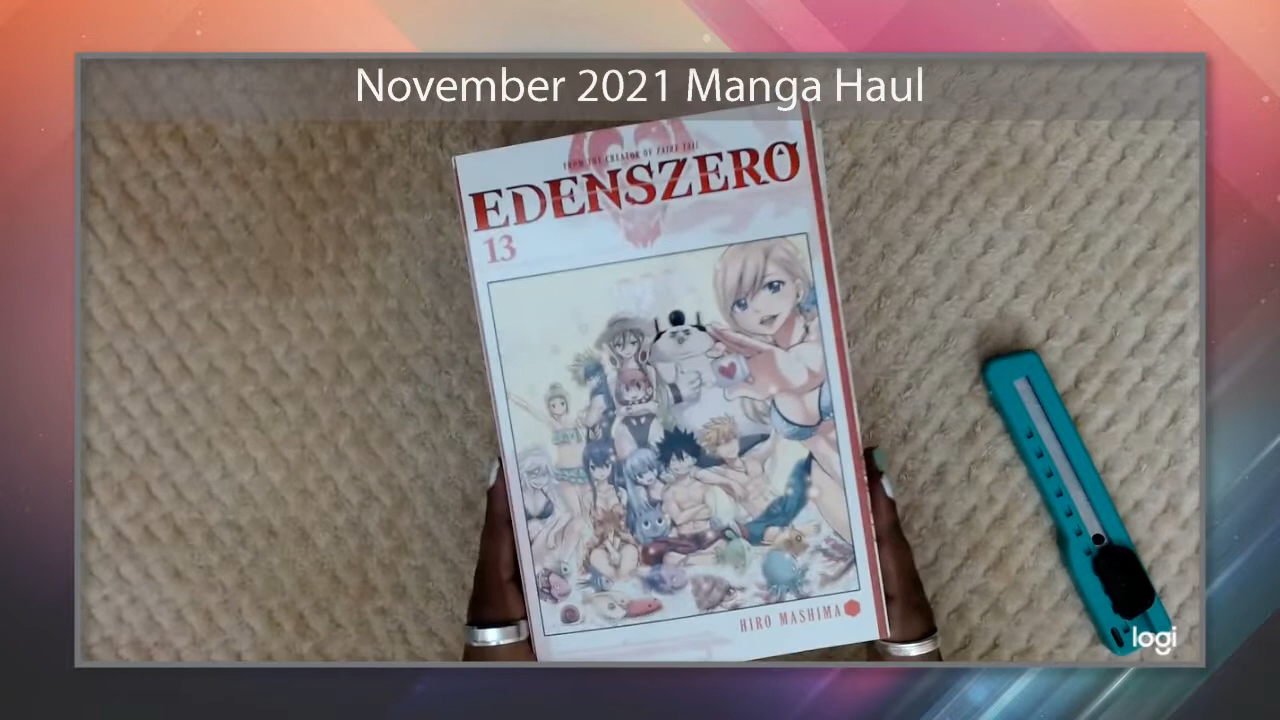 November 2021 Manga Haul
FROM THE CREATOR OF FAIRY TAIL
EDENSZERO
13
HIRO MASHIMA
logi